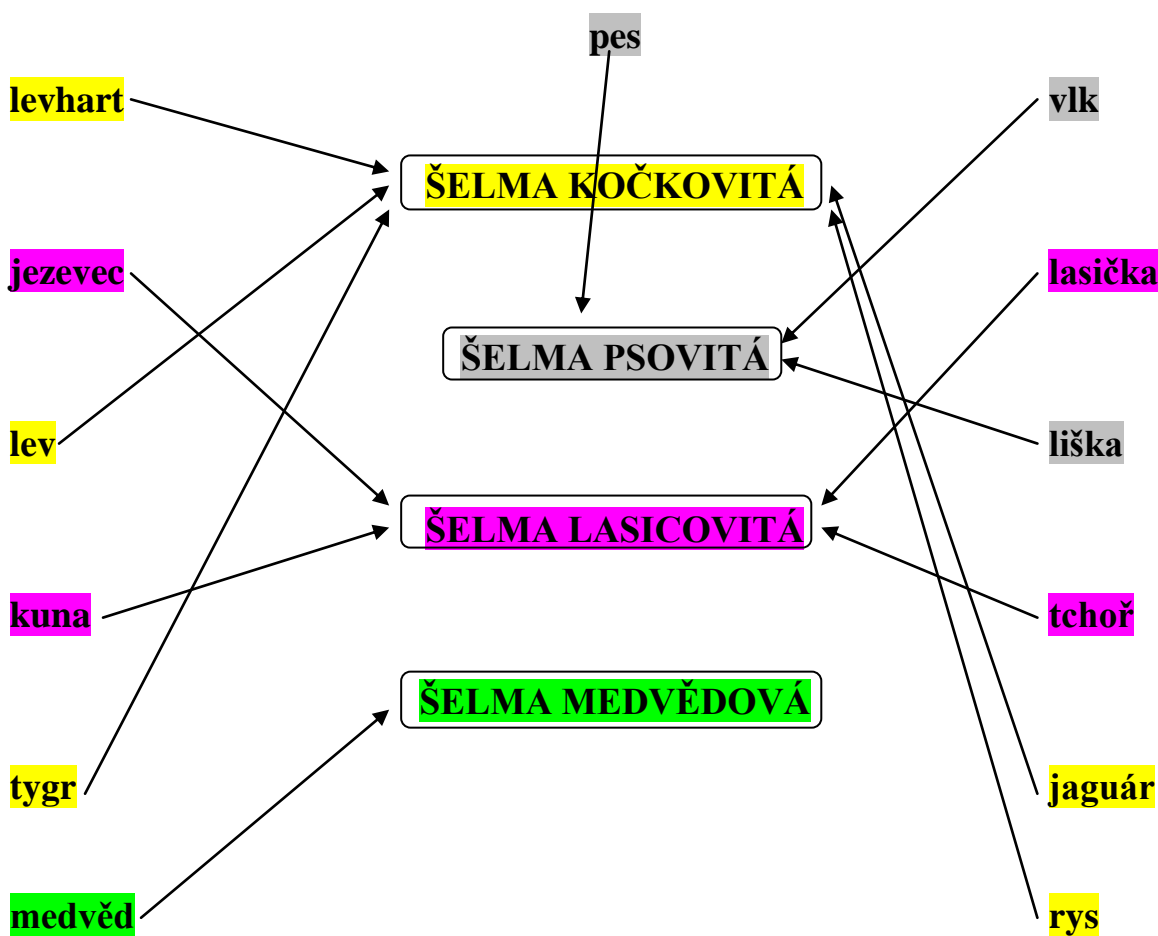 pes
levhart
vlk
ŠELMA KOČKOVITÁ
jezevec
lasička
ŠELMA PSOVITÁ
lev
liška
ŠELMA LASICOVITÁ
kuna
tchoř
ŠELMA MEDVĚDOVÁ
tygr
jaguár
medvěd
rys